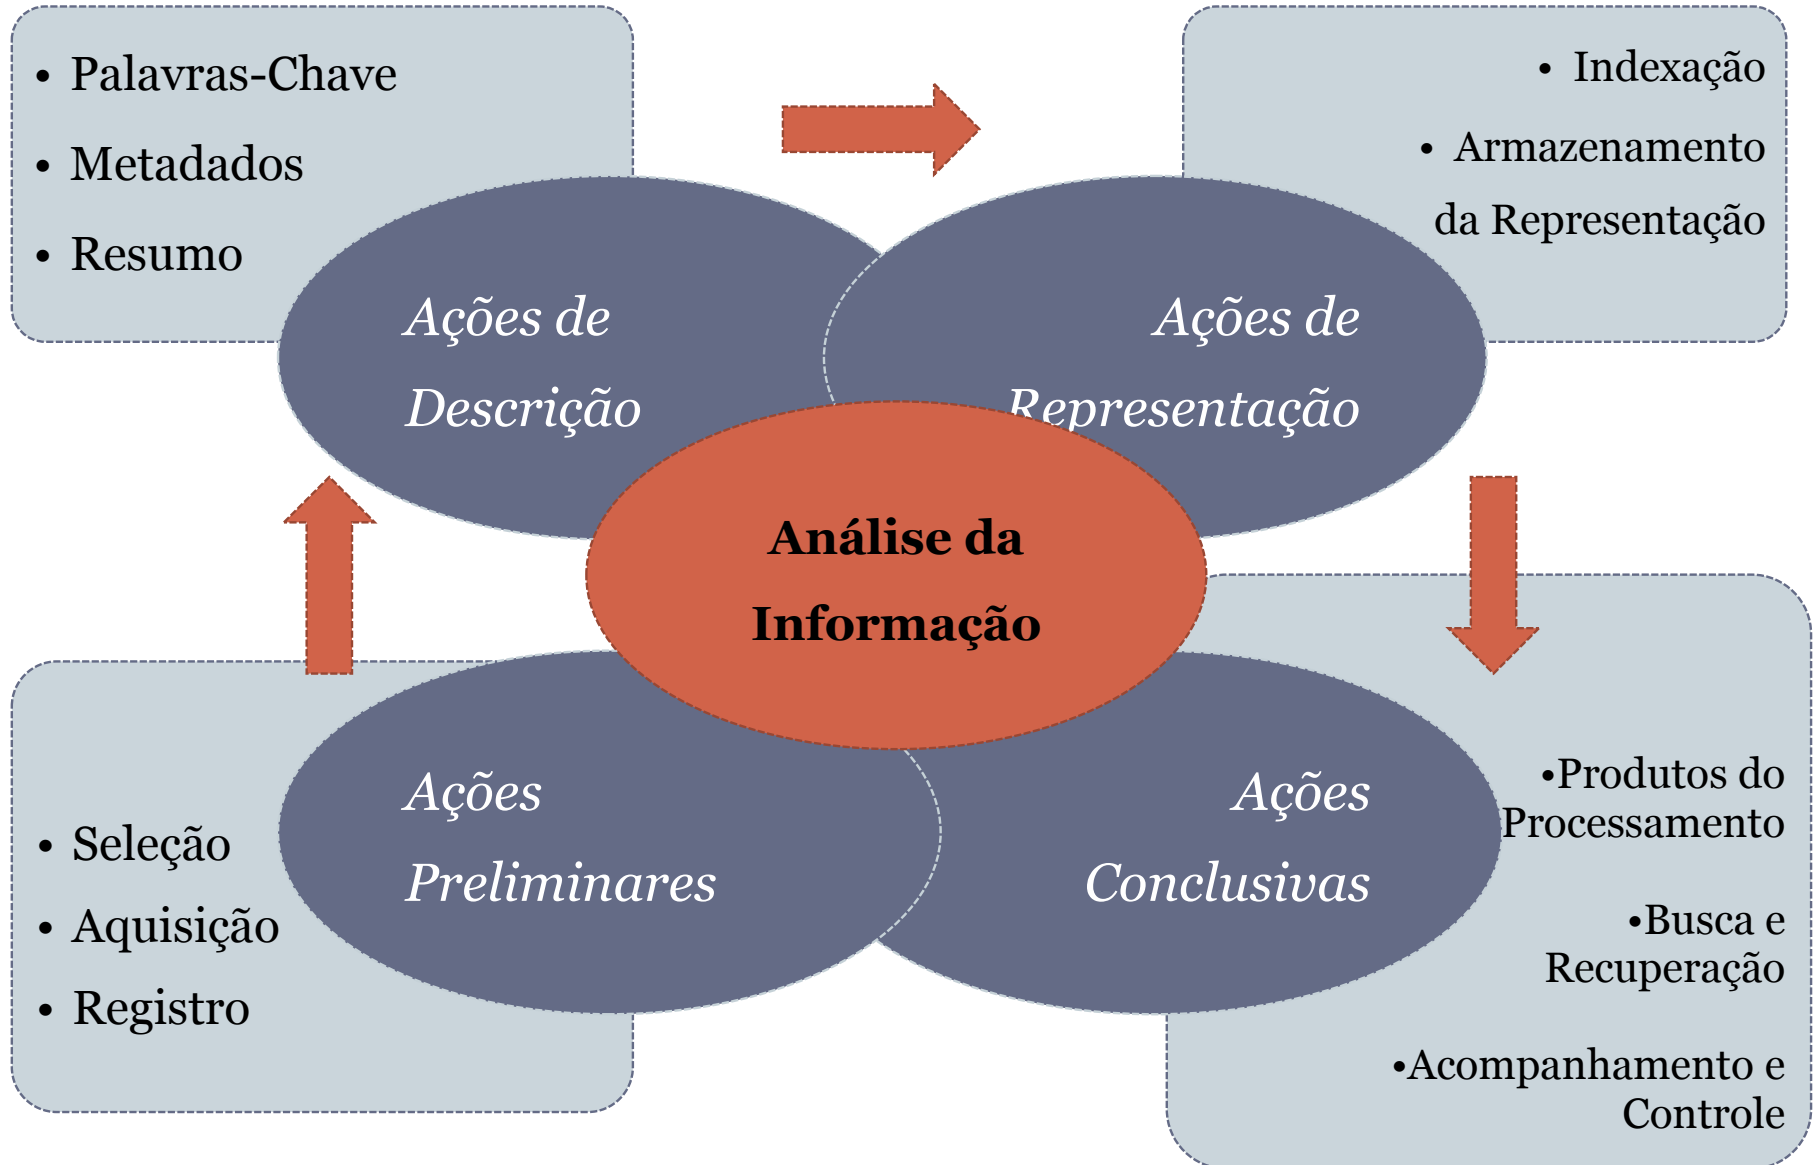 • Palavras-Chave
• Metadados
• Resumo
• Indexação
• Armazenamento
da Representação
Ações de
Descrição
Ações de
Representação
Análise da
Informação
• Seleção
• Aquisição
• Registro
Ações
Preliminares
Ações
Conclusivas
•Produtos do
Processamento
•Busca e
Recuperação
•Acompanhamento e
Controle